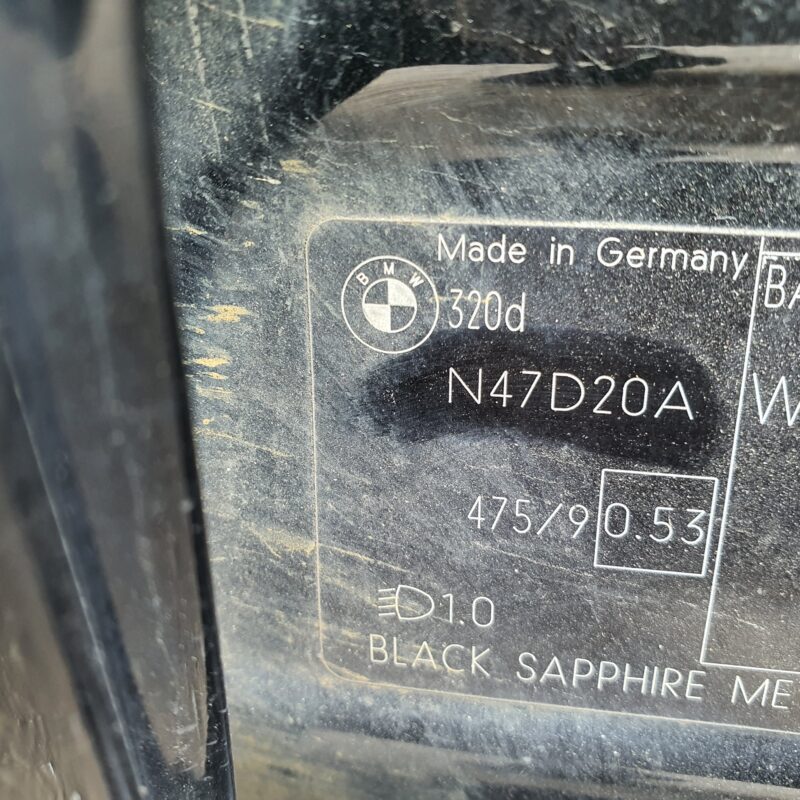 Made in Germany
BMW
320d
N47D20A
475/9 0.53
1.0
BLACK SAPPHIRE